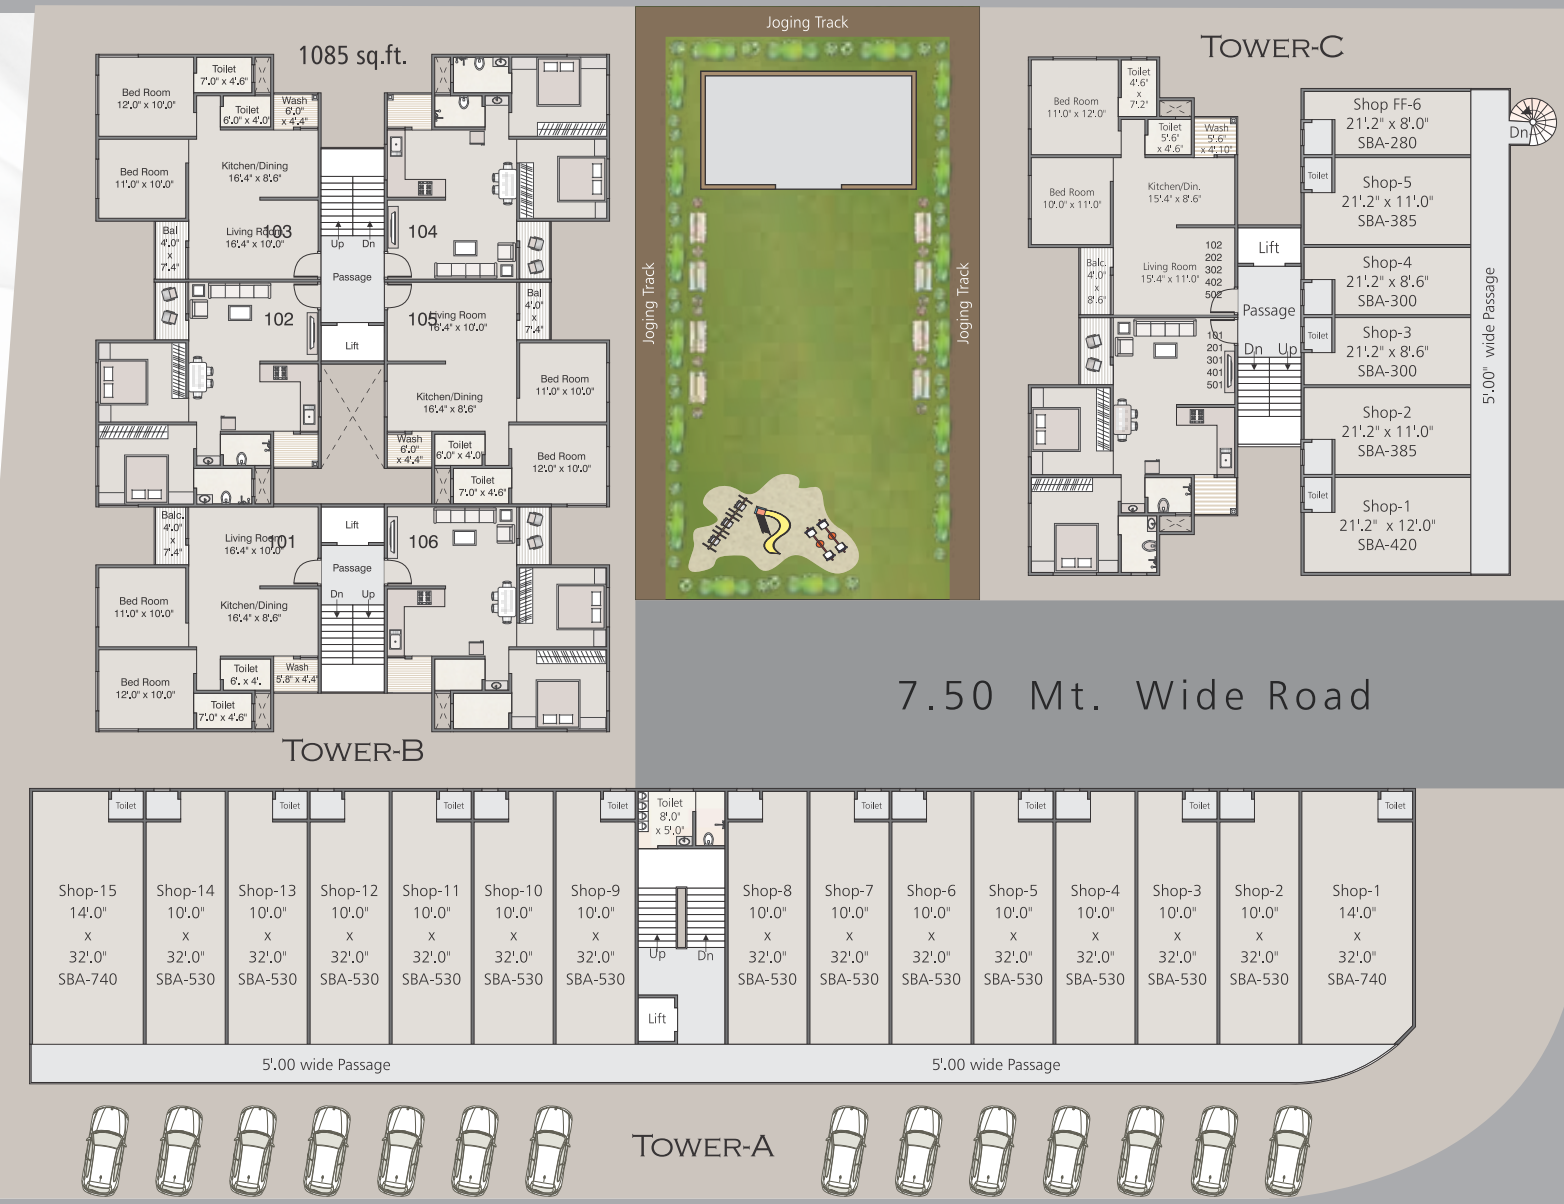 Joging Track
TOWER-C
1085 sq.ft.
Toilet
7'.0" x 4'.6"
Bed Room
12'.0" x 10'.0"
Toilet
6'.0" x 4'.0"
Wash
6'.0"
x 4'.4"
Kitchen/Dining
16'.4" x 8'.6"
Bed Room
11'.0" x 10'.0"
Bal
4'.0"
x
7'.4"
Living Room
16'.4" x 10'.0"
103
104
Up
Dn
Passage
102
Lift
105
Living Room
16'.4" x 10'.0"
Bal
4'.0"
x
7'.4"
Kitchen/Dining
16'.4" x 8'.6"
Bed Room
11'.0" x 10'.0"
Wash
6'.0"
x 4'.4"
Toilet
6'.0" x 4'.0"
Bed Room
12'.0" x 10'.0"
Toilet
7'.0" x 4'.6"
Balc.
4'.0"
x
7'.4"
Living Room
16'.4" x 10'.0"
101
Lift
106
Passage
Dn
Up
Bed Room
11'.0" x 10'.0"
Kitchen/Dining
16'.4" x 8'.6"
Bed Room
12'.0" x 10'.0"
Toilet
6'. x 4'.
Wash
5'.8" x 4'.4"
Toilet
7'.0" x 4'.6"
TOWER-B
Joging Track
Joging Track
Toilet
4'.6"
x
7'.2"
Bed Room
11'.0" x 12'.0"
Toilet
5'.6"
x 4'.6"
Wash
5'.6"
x 4'.10"
Bed Room
10'.0" x 11'.0"
Kitchen/Din.
15'.4" x 8'.6"
Balc.
4'.0"
x
8'.6"
Living Room
15'.4" x 11'.0"
102
202
302
402
502
Lift
Passage
Dn
Up
101
201
301
401
501
Shop FF-6
21'.2" x 8'.0"
SBA-280
Dn
Toilet
Shop-5
21'.2" x 11'.0"
SBA-385
Shop-4
21'.2" x 8'.6"
SBA-300
Toilet
Shop-3
21'.2" x 8'.6"
SBA-300
Shop-2
21'.2" x 11'.0"
SBA-385
Toilet
Shop-1
21'.2" x 12'.0"
SBA-420
5'.00" wide Passage
7.50 Mt. Wide Road
Toilet
Toilet
Toilet
Toilet
Toilet
8'.0"
x 5'.0"
Toilet
Toilet
Toilet
Toilet
Shop-15
14'.0"
x
32'.0"
SBA-740
Shop-14
10'.0"
x
32'.0"
SBA-530
Shop-13
10'.0"
x
32'.0"
SBA-530
Shop-12
10'.0"
x
32'.0"
SBA-530
Shop-11
10'.0"
x
32'.0"
SBA-530
Shop-10
10'.0"
x
32'.0"
SBA-530
Shop-9
10'.0"
x
32'.0"
SBA-530
Up
Dn
Lift
Shop-8
10'.0"
x
32'.0"
SBA-530
Shop-7
10'.0"
x
32'.0"
SBA-530
Shop-6
10'.0"
x
32'.0"
SBA-530
Shop-5
10'.0"
x
32'.0"
SBA-530
Shop-4
10'.0"
x
32'.0"
SBA-530
Shop-3
10'.0"
x
32'.0"
SBA-530
Shop-2
10'.0"
x
32'.0"
SBA-530
Shop-1
14'.0"
x
32'.0"
SBA-740
5'.00 wide Passage
5'.00 wide Passage
TOWER-A